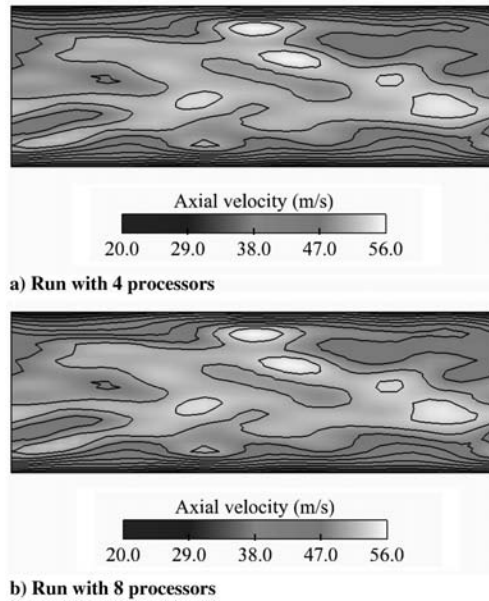 Axial velocity (m/s)
20.0 29.0 38.0 47.0 56.0
a) Run with 4 processors
Axial velocity (m/s)
20.0 29.0 38.0 47.0 56.0
b) Run with 8 processors